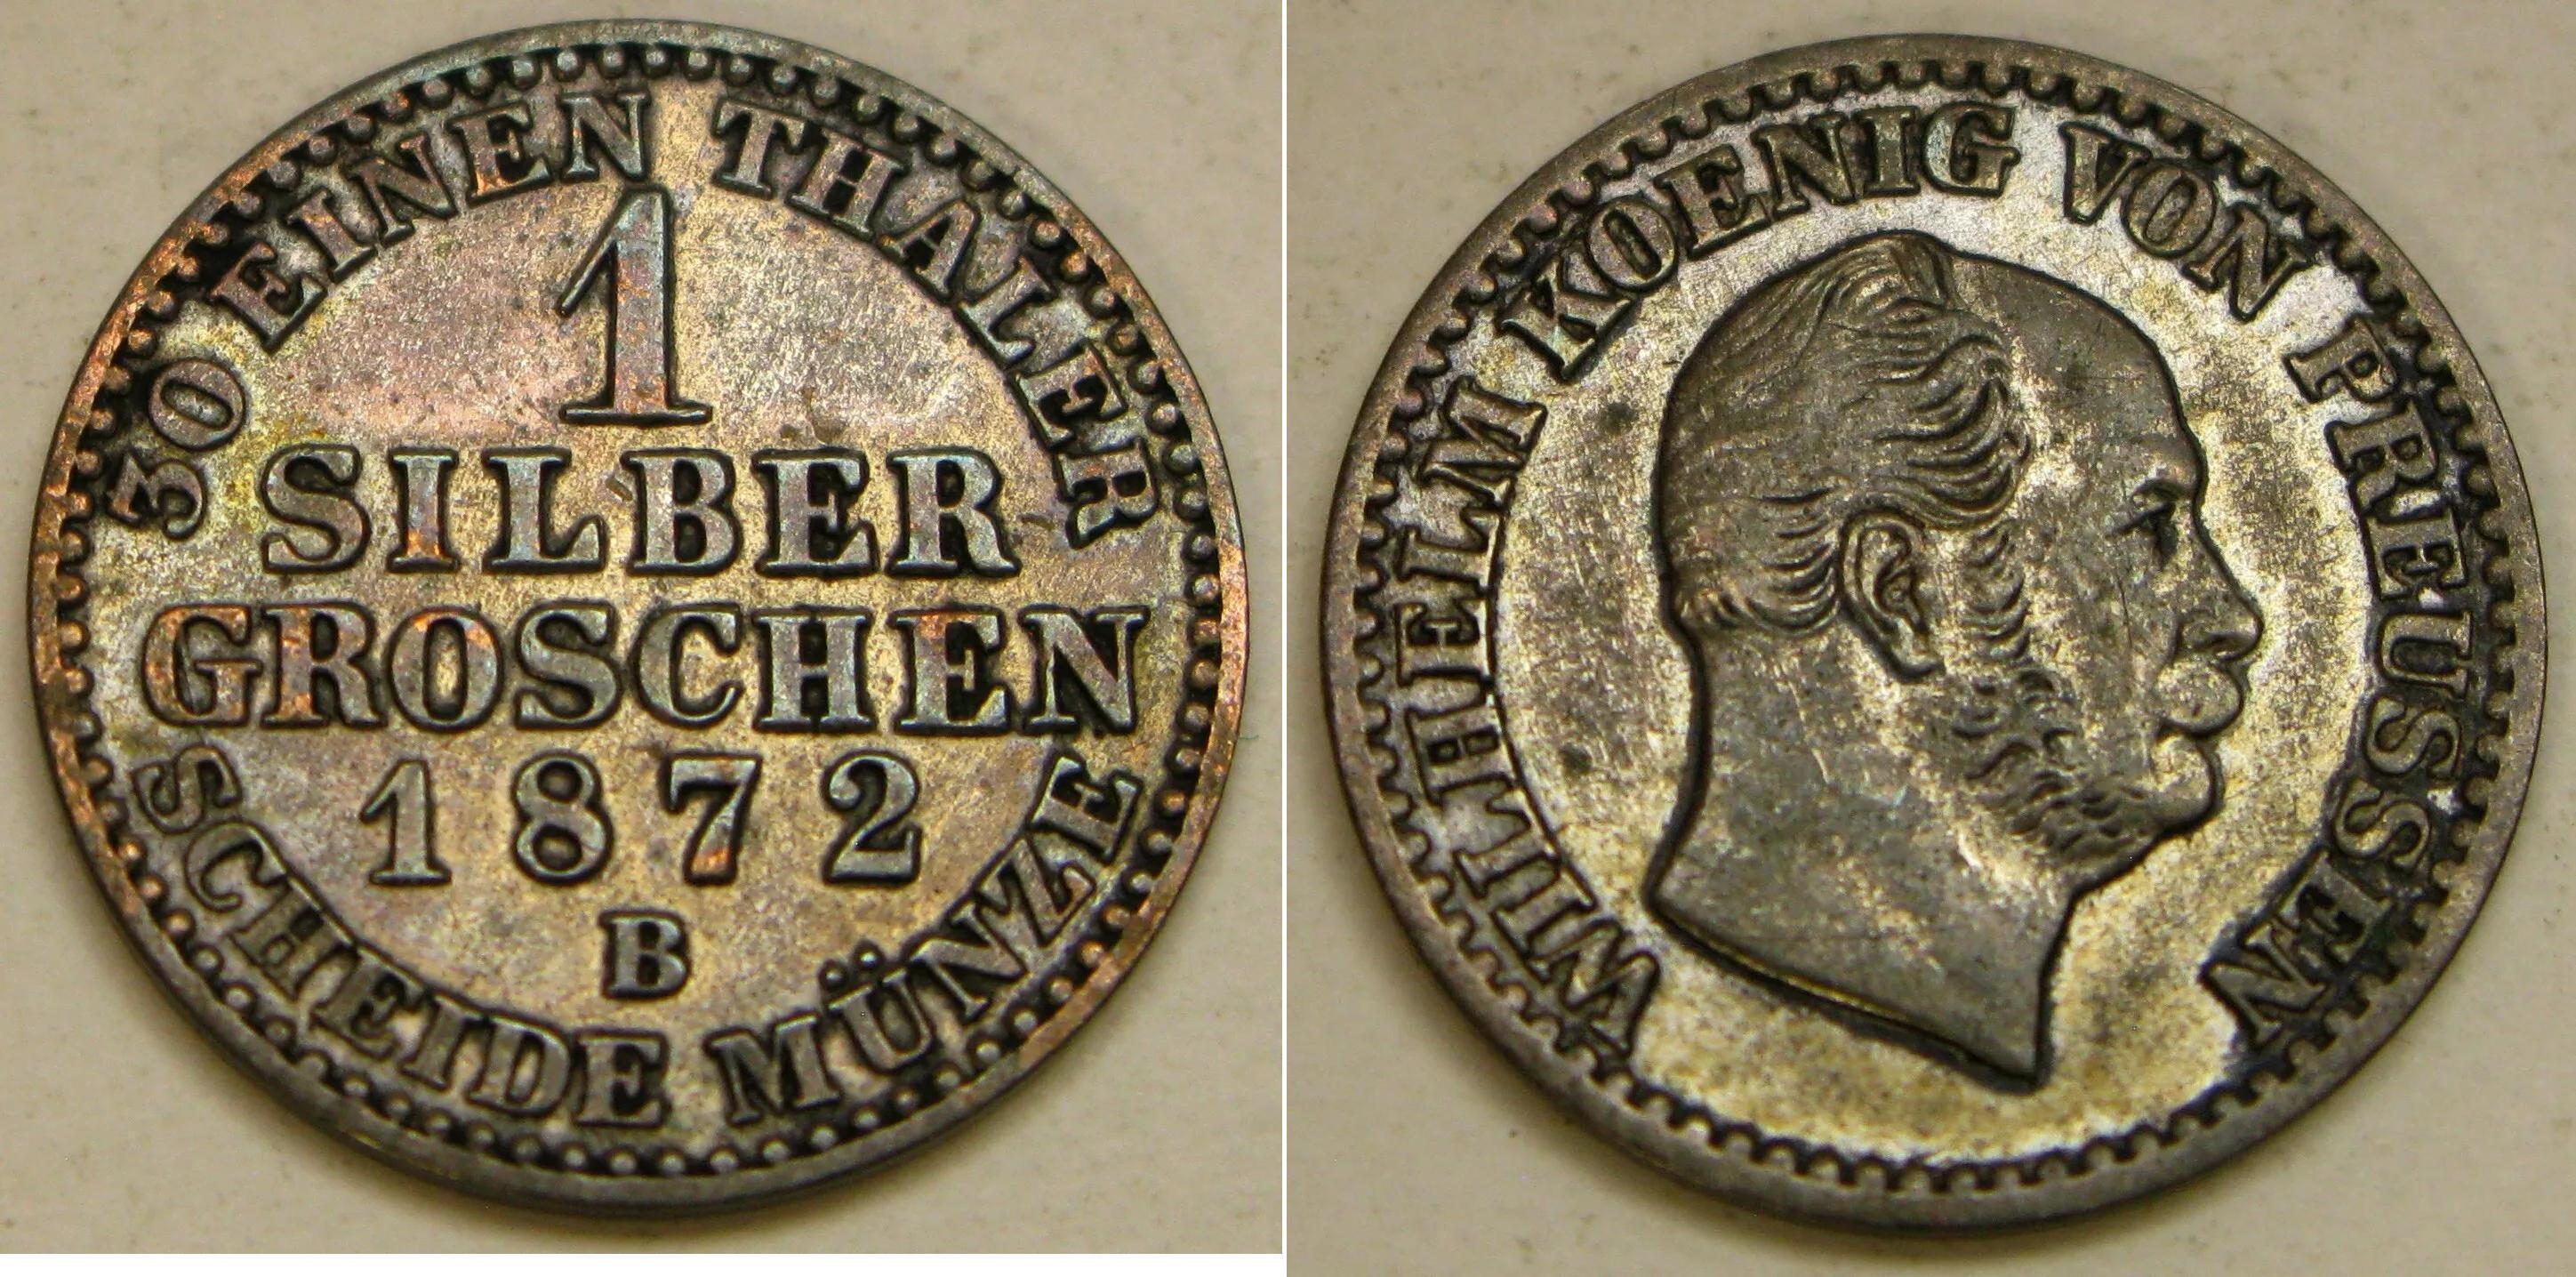 30 EINEN THALER
1
SILBER
GROSCHEN
1872
B
SCHEIDE MÜNZE
WILHELM KOENIG VON PREUSSEN